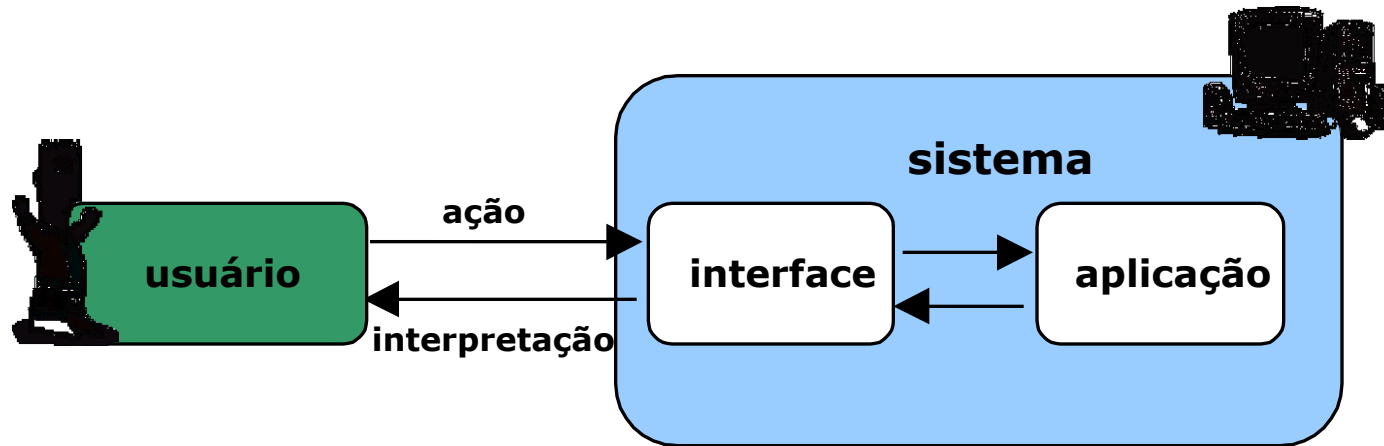 sistema
ação
usuário
interface
aplicação
interpretação